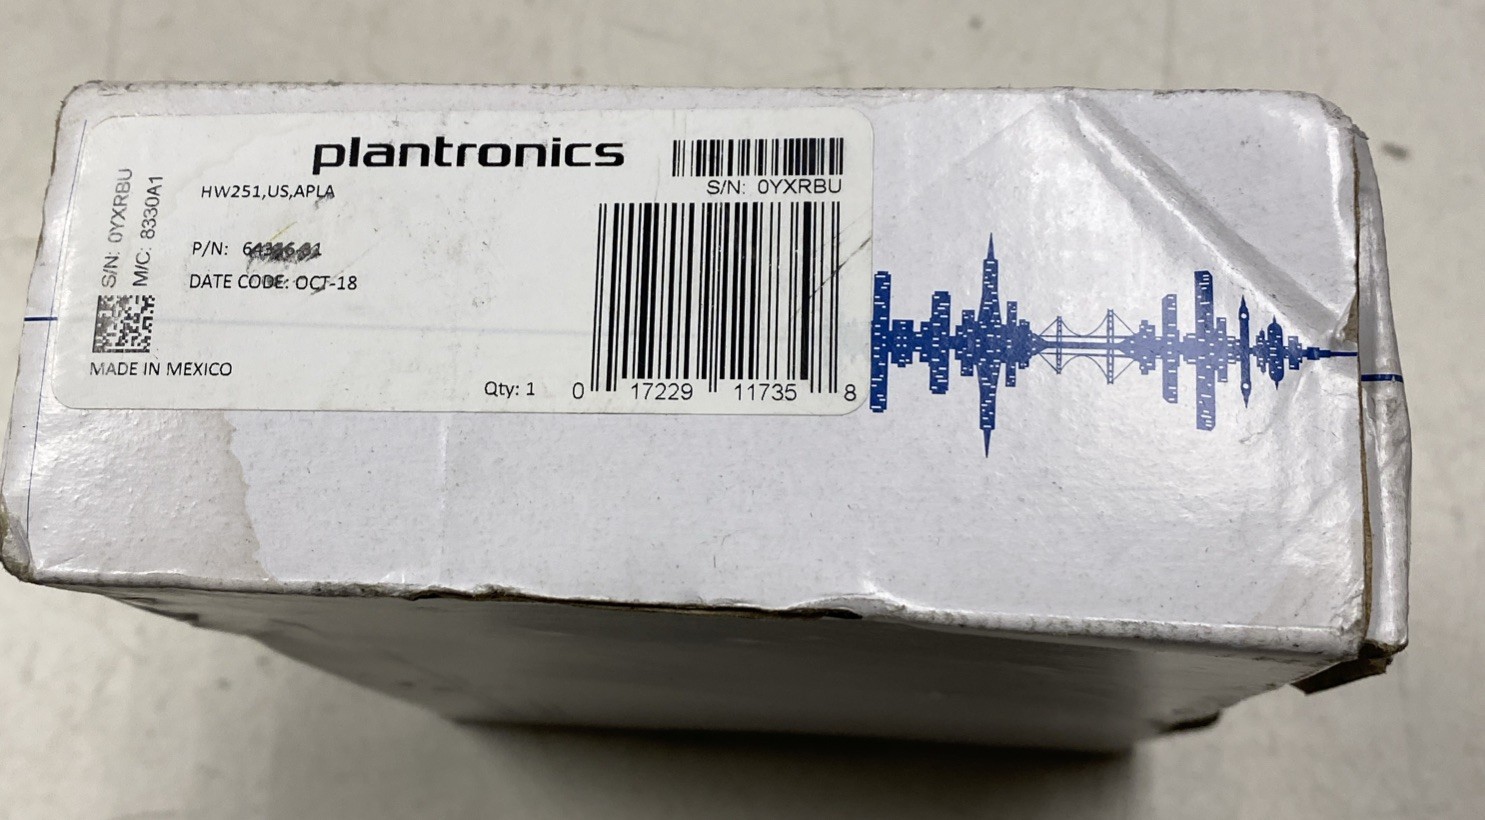 plantronics
HW251,US,APLA
S/N: 0YXRBU
P/N:
DATE CODE: OCT-18
S/N: 0YXRBU
M/C: 8330A1
MADE IN MEXICO
Qty: 1
0 17229 11735 8